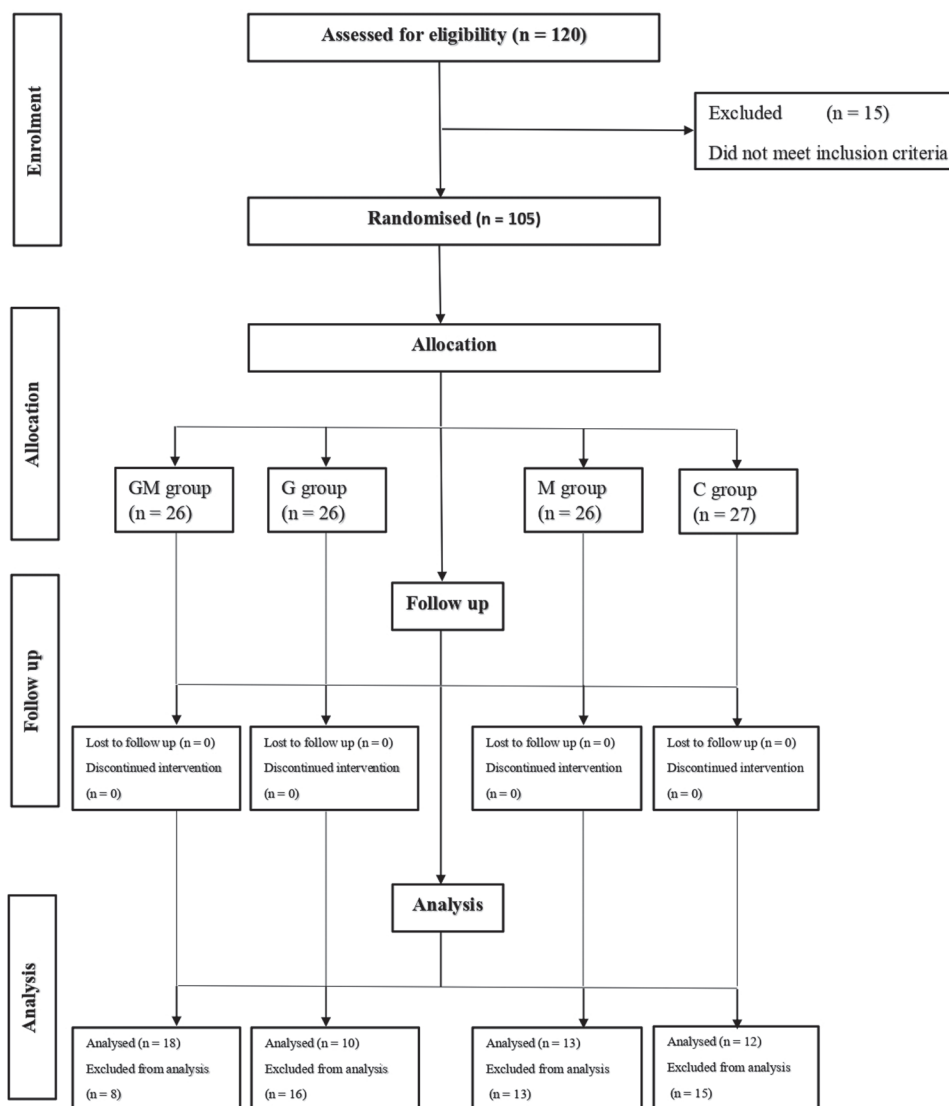 Enrolment
Assessed for eligibility (n = 120)
Excluded (n = 15)
Did not meet inclusion criteria
Randomised (n = 105)
Allocation
Allocation
GM group
(n = 26)
G group
(n = 26)
M group
(n = 26)
C group
(n = 27)
Follow up
Follow up
Lost to follow up (n = 0)
Discontinued intervention
(n = 0)
Lost to follow up (n = 0)
Discontinued intervention
(n = 0)
Lost to follow up (n = 0)
Discontinued intervention
(n = 0)
Lost to follow up (n = 0)
Discontinued intervention
(n = 0)
Analysis
Analysis
Analysed (n = 18)
Excluded from analysis
(n = 8)
Analysed (n = 10)
Excluded from analysis
(n = 16)
Analysed (n = 13)
Excluded from analysis
(n = 13)
Analysed (n = 12)
Excluded from analysis
(n = 15)